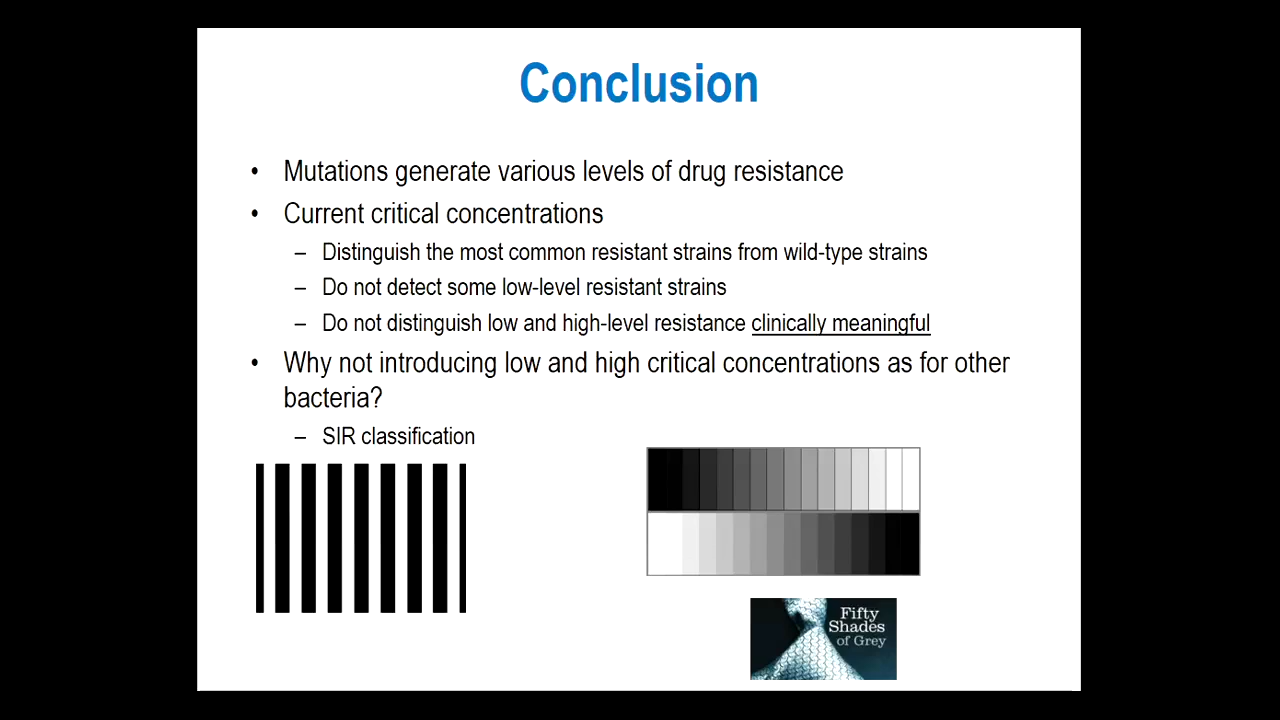 Conclusion
• Mutations generate various levels of drug resistance
• Current critical concentrations
– Distinguish the most common resistant strains from wild-type strains
– Do not detect some low-level resistant strains
– Do not distinguish low and high-level resistance clinically meaningful
• Why not introducing low and high critical concentrations as for other
bacteria?
– SIR classification
Fifty
Shades
of Grey